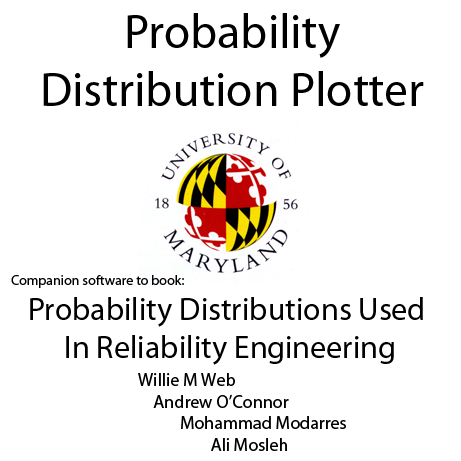 Probability
Distribution Plotter
UNIVERSITY OF
18 56
MARYLAND
Companion software to book:
Probability Distributions Used
In Reliability Engineering
Willie M Web
Andrew O'Connor
Mohammad Modarres
Ali Mosleh